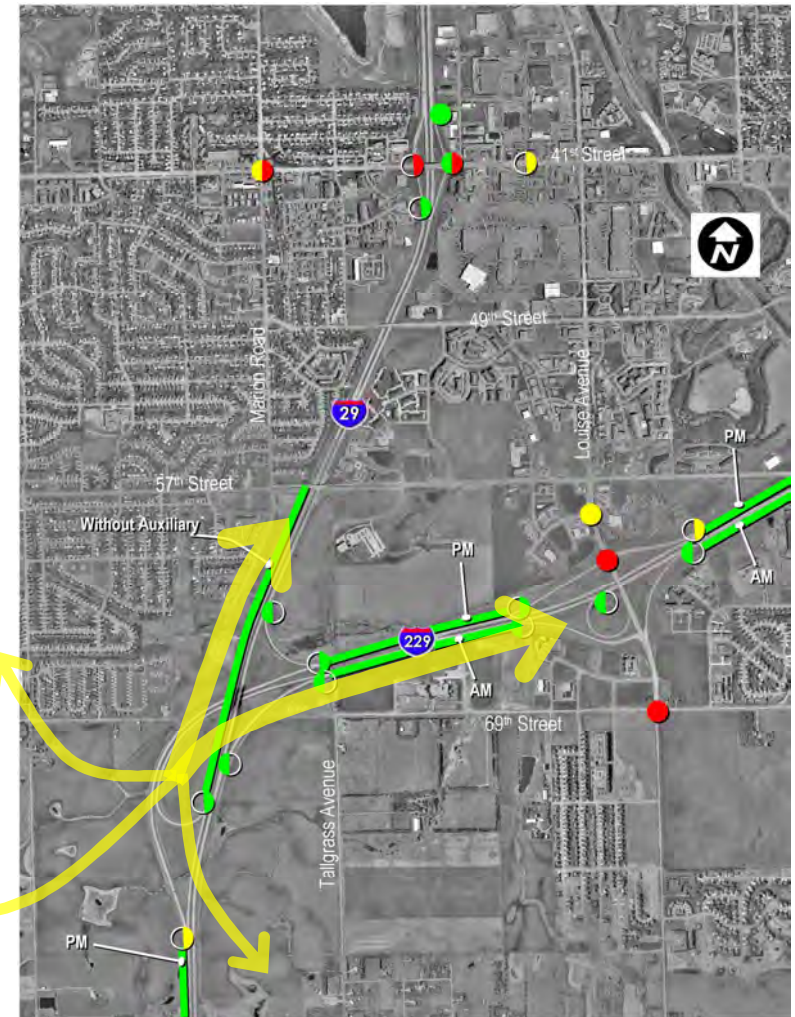 41st Street
N
49th Street
Marion Road
29
Louise Avenue
57th Street
PM
Without Auxiliary
PM
AM
229
AM
69th Street
Tallgrass Avenue
PM